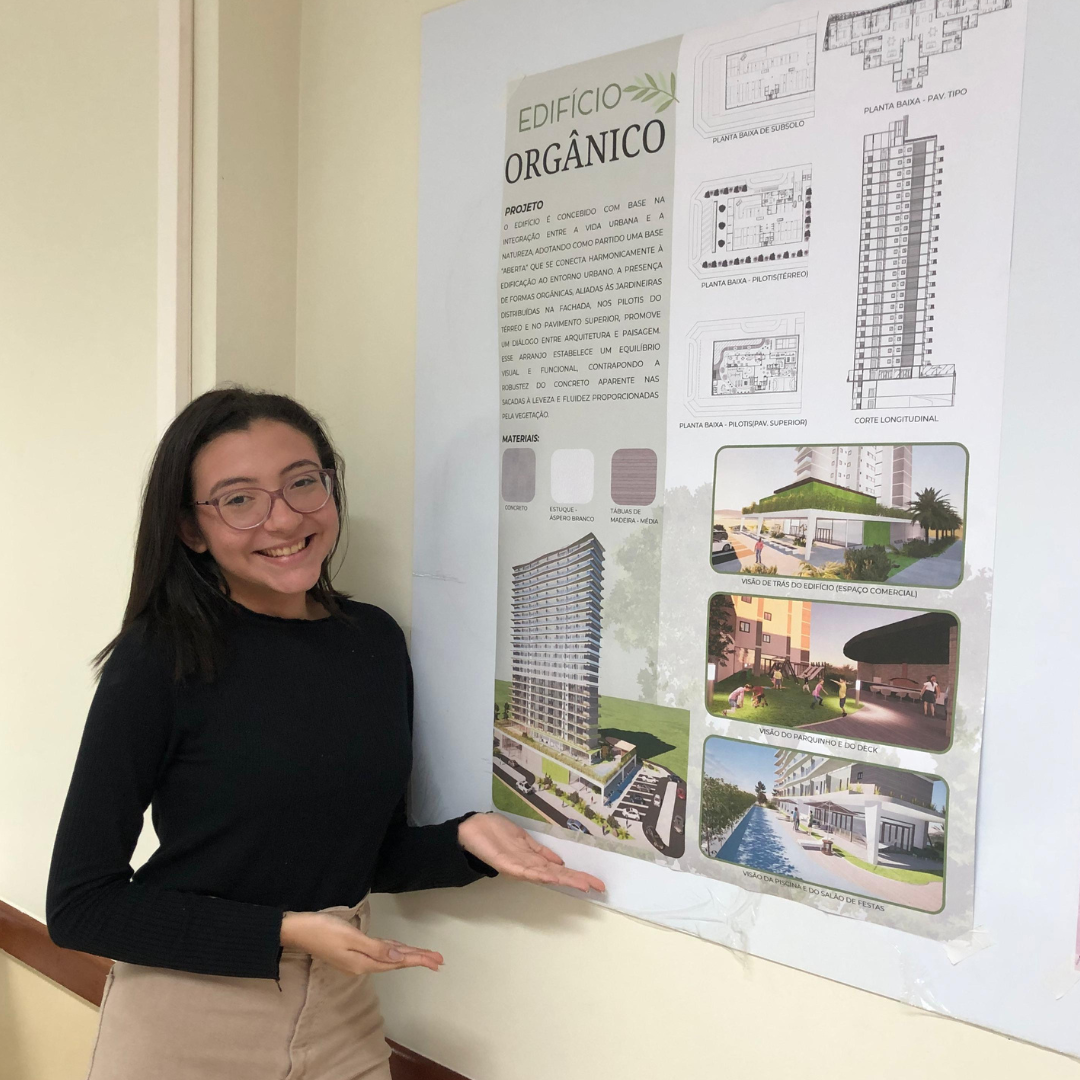 EDIFÍCIO
ORGÂNICO
PROJETO
O EDIFÍCIO É CONCEBIDO COM BASE NA
INTEGRAÇÃO ENTRE A VIDA URBANA E A
NATUREZA, ADOTANDO COMO PARTIDO UMA BASE
"ABERTA" QUE SE CONECTA HARMONICAMENTE À
EDIFICAÇÃO AO ENTORNO URBANO. A PRESENÇA
DE FORMAS ORGÂNICAS, ALIADAS ÀS JARDINEIRAS
DISTRIBUÍDAS NA FACHADA, NOS PILOTIS DO
TÉRREO E NO PAVIMENTO SUPERIOR, PROMOVE
UM DIÁLOGO ENTRE ARQUITETURA E PAISAGEM.
ESSE ARRANJO ESTABELECE UM EQUILÍBRIO
VISUAL E FUNCIONAL, CONTRAPONDO A
ROBUSTEZ DO CONCRETO APARENTE NAS
SACADAS À LEVEZA E FLUIDEZ PROPORCIONADAS
PELA VEGETAÇÃO.
MATERIAIS:
CONCRETO
ESTUQUE -
ÁSPERO BRANCO
TÁBUAS DE
MADEIRA - MÉDIA
PLANTA BAIXA DE SUBSOLO
PLANTA BAIXA - PAV. TIPO
PLANTA BAIXA - PILOTIS(TÉRREO)
PLANTA BAIXA - PILOTIS(PAV. SUPERIOR)
CORTE LONGITUDINAL
VISÃO DE TRÁS DO EDIFÍCIO (ESPAÇO COMERCIAL)
VISÃO DO PARQUINHO E DO DECK
VISÃO DA PISCINA E DO SALÃO DE FESTAS